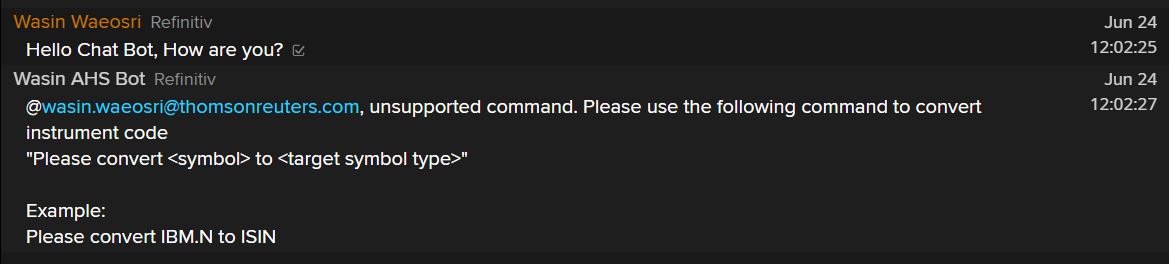 Wasin Waeosri Refinitiv Jun 24
Hello Chat Bot, How are you? 12:02:25
Wasin AHS Bot Refinitiv Jun 24
@wasin.waeosri@thomsonreuters.com, unsupported command. Please use the following command to convert 12:02:27
instrument code
"Please convert <symbol> to <target symbol type>"
Example:
Please convert IBM.N to ISIN